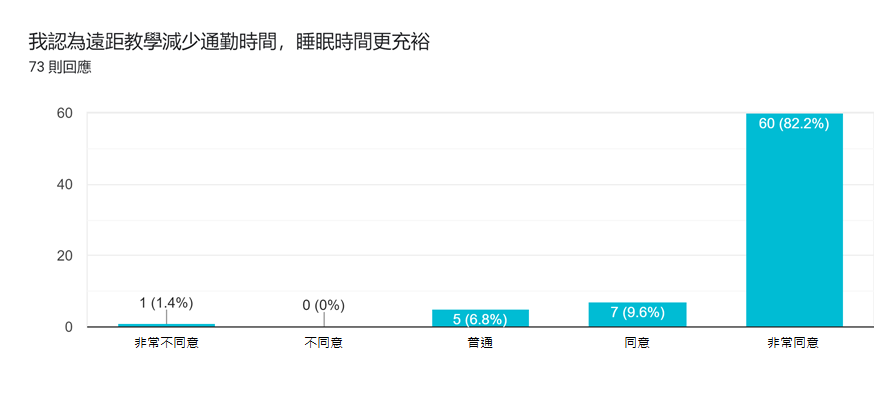 我認為遠距教學減少通勤時間，睡眠時間更充裕
73 則回應
60
40
20
0
1 (1.4%)
0 (0%)
5 (6.8%)
7 (9.6%)
60 (82.2%)
非常不同意
不同意
普通
同意
非常同意